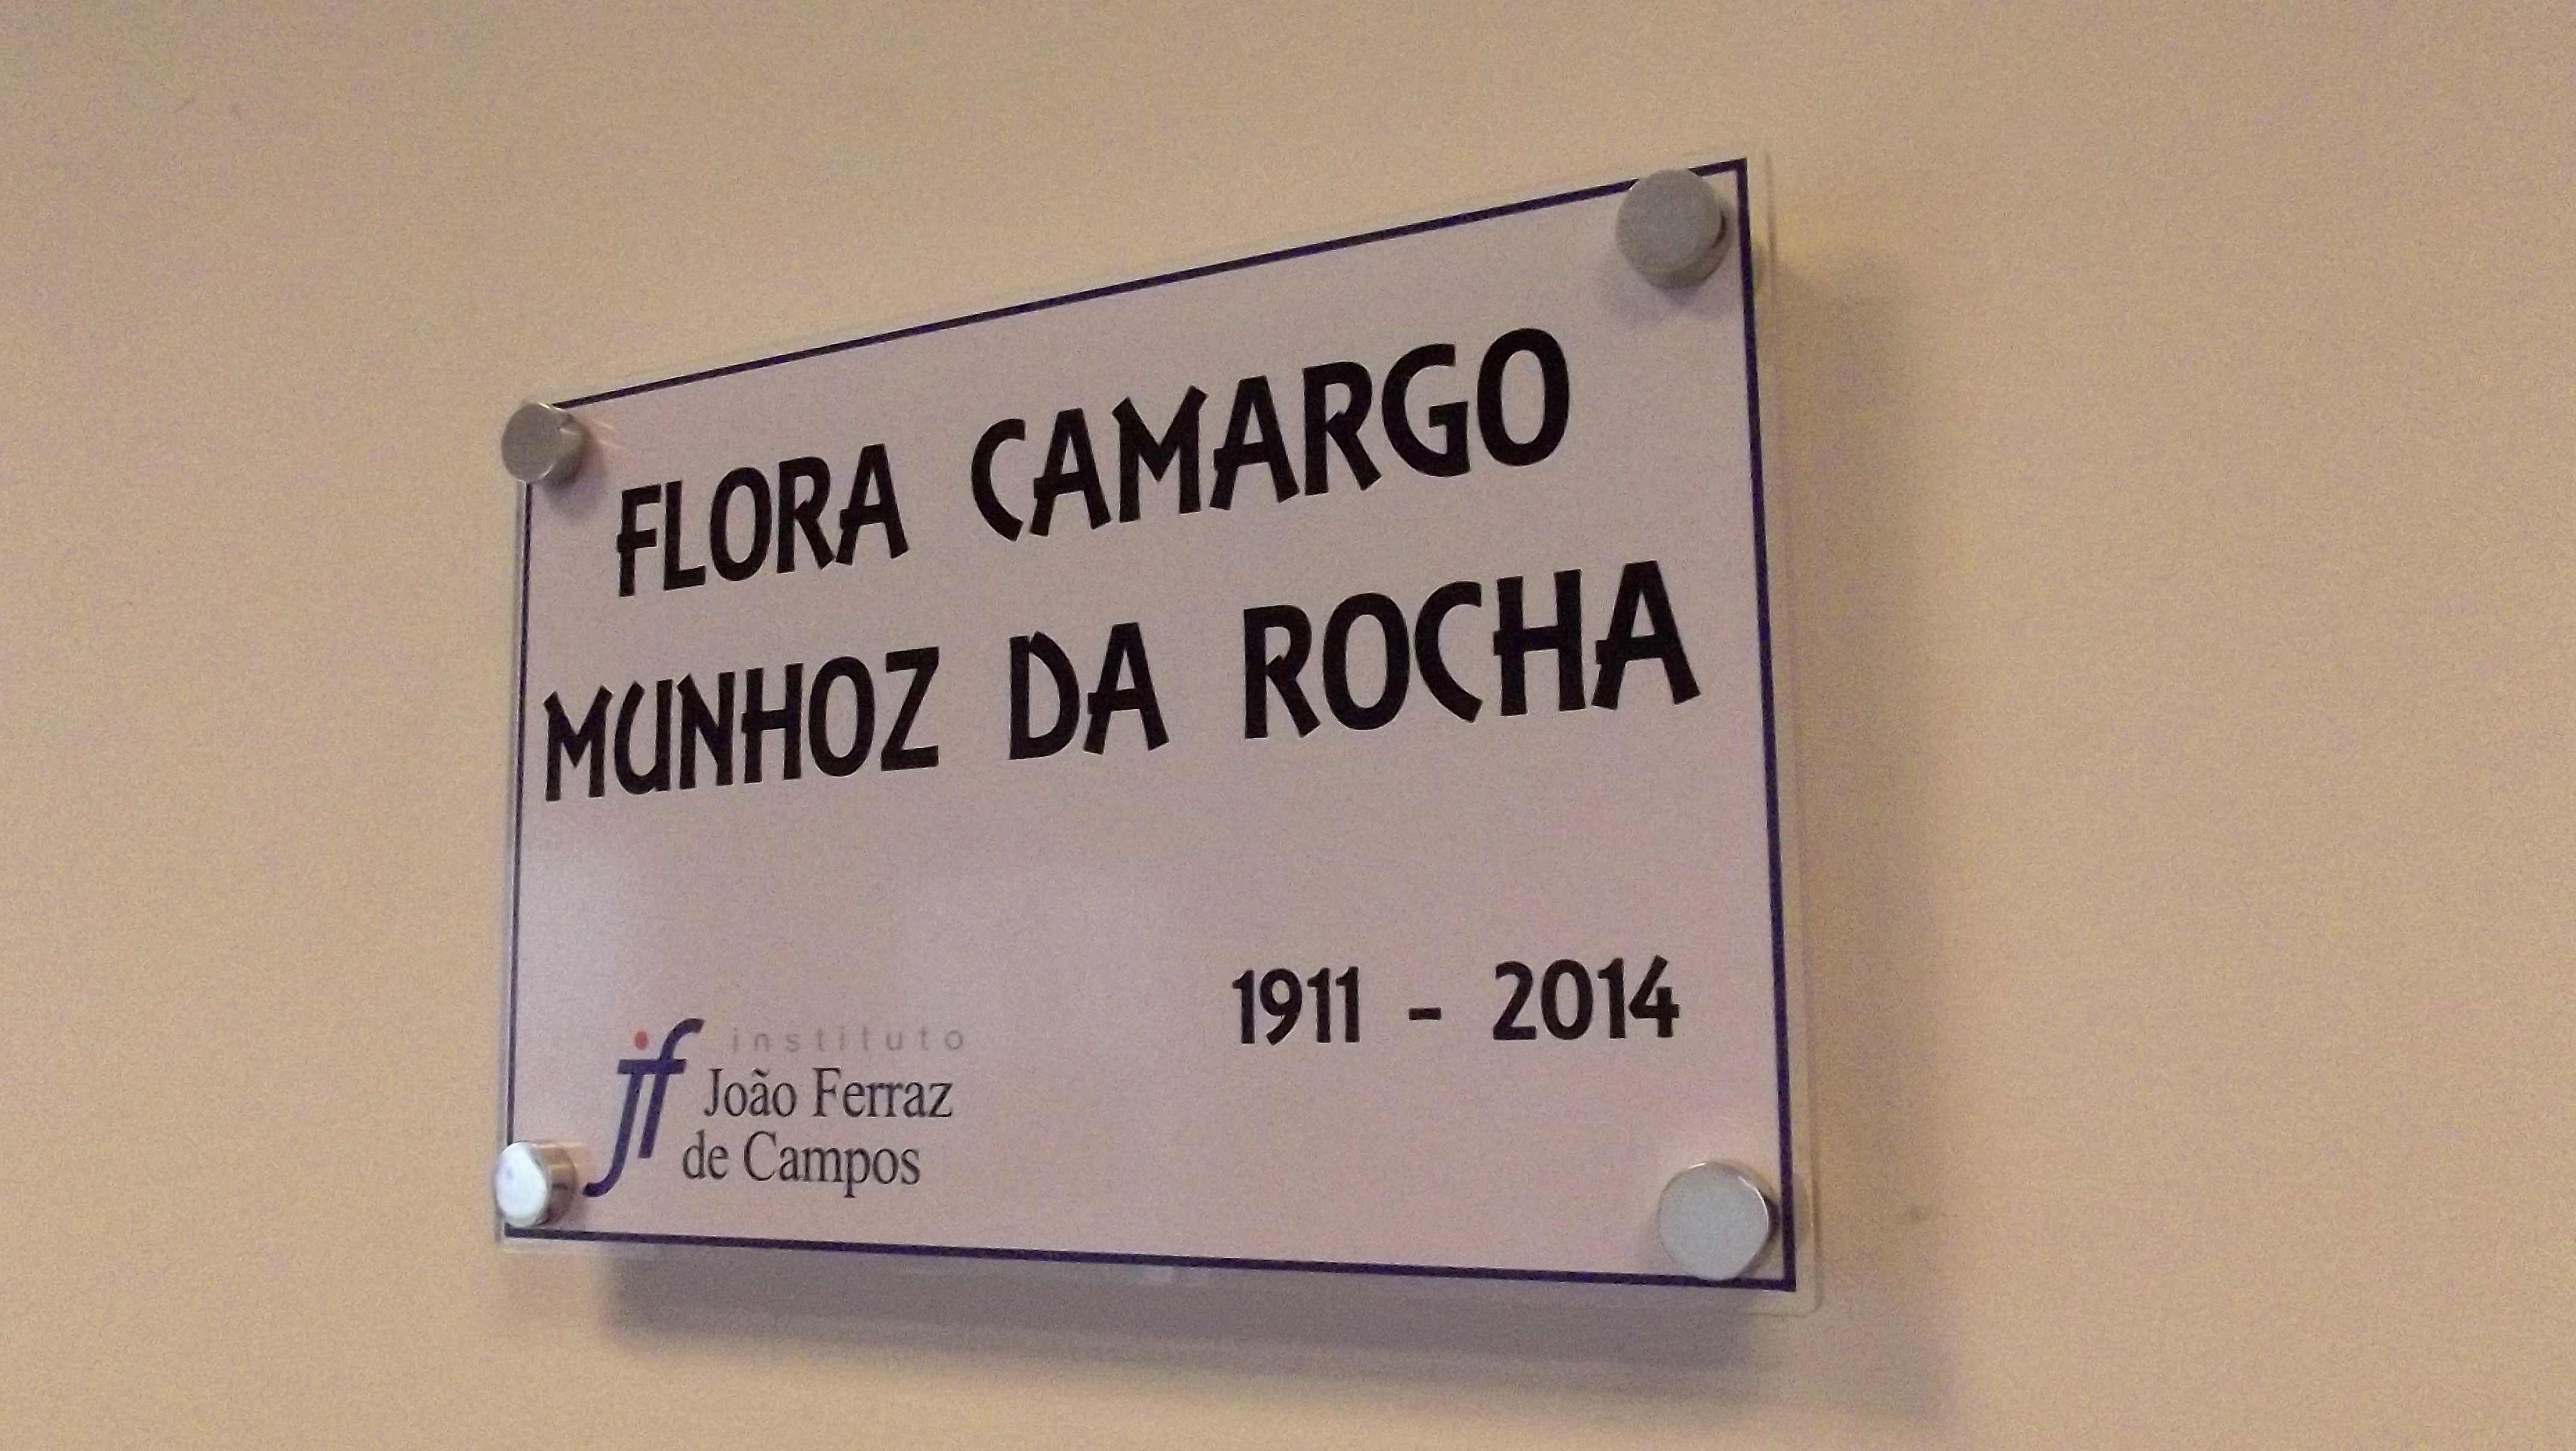 FLORA CAMARGO
MUNHOZ DA ROCHA
1911 - 2014
instituto
João Ferraz
de Campos